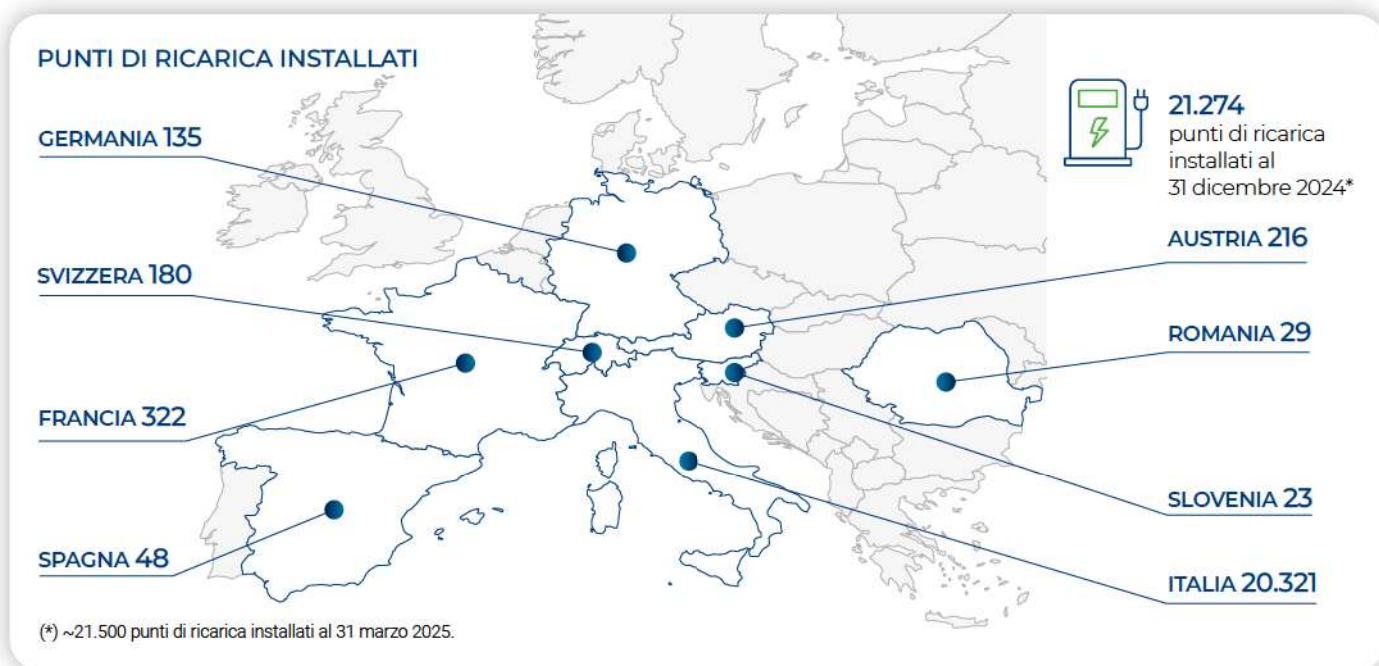 PUNTI DI RICARICA INSTALLATI
GERMANIA 135
SVIZZERA 180
FRANCIA 322
SPAGNA 48
21.274
punti di ricarica
installati al
31 dicembre 2024*
AUSTRIA 216
ROMANIA 29
SLOVENIA 23
ITALIA 20.321
(*) ~21.500 punti di ricarica installati al 31 marzo 2025.